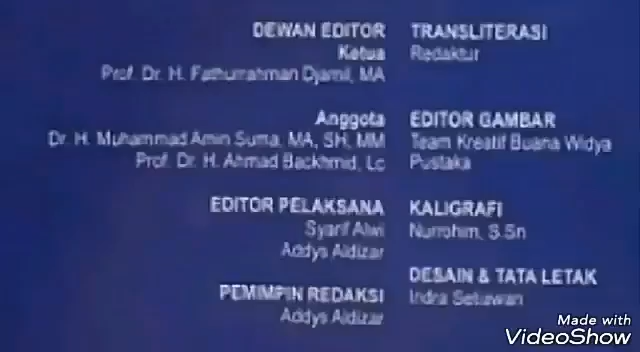 DEWAN EDITOR
Ketua
Prof. Dr. H. Fathurrahman Djamil, MA
Anggota
Dr. H. Muhammad Amin Suma, MA, SH, MM
Prof. Dr. H. Ahmad Backhmid, Lc
EDITOR PELAKSANA
Syarif Alwi
Addys Aldizar
PEMIMPIN REDAKSI
Addys Aldizar
TRANSLITERASI
Redaktur
EDITOR GAMBAR
Team Kreatif Buana Widya
Pustaka
KALIGRAFI
Nurrohim, S.Sn
DESAIN & TATA LETAK
Indra Setiawan
Made with
VideoShow